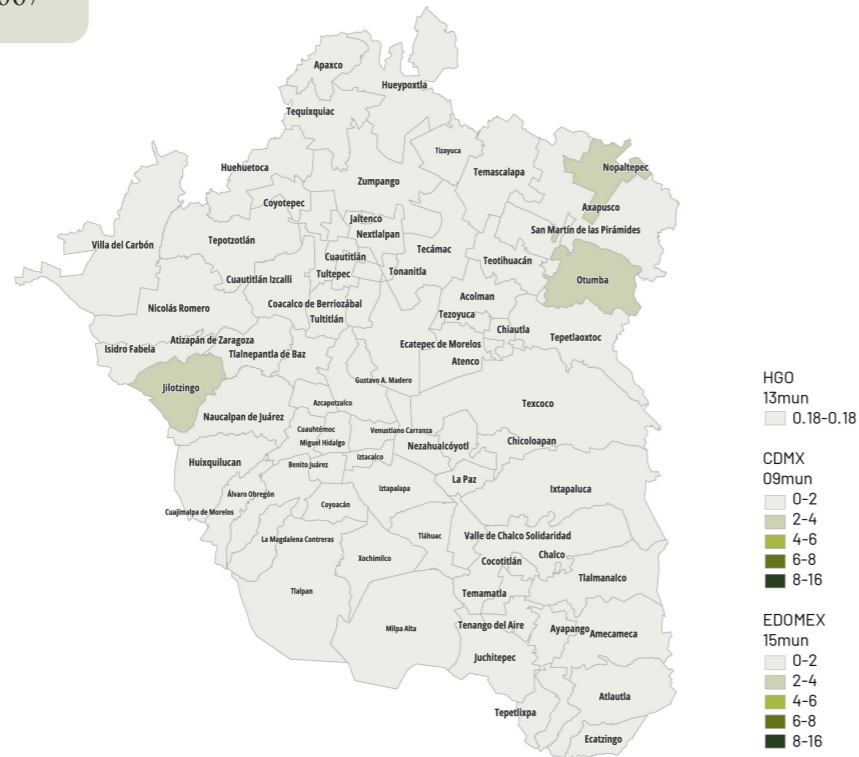 Apaxco
Hueypoxtla
Tequixquiac
Tizayuca
Huehuetoca
Temascalapa
Nopaltepec
Zumpango
Coyotepec
Axapusco
Jaltenco
Nextlalpan
San Martín de las Pirámides
Villa del Carbón
Tepotzotlán
Tecámac
Cuautitlán
Teotihuacán
Tultepec
Tonanitla
Cuautitlán Izcalli
Otumba
Acolman
Nicolás Romero
Coacalco de Berriozábal
Tezoyuca
Tultitlán
Chiautla
Atizapán de Zaragoza
Tepetlaoxtoc
Ecatepec de Morelos
Isidro Fabela
Tlalnepantla de Baz
Atenco
Gustavo A. Madero
Jilotzingo
Azcapotzalco
Texcoco
Naucalpan de Juárez
Cuauhtémoc
Venustiano Carranza
Miguel Hidalgo
Nezahualcóyotl
Chicoloapan
Iztacalco
Huixquilucan
Benito Juárez
La Paz
Iztapalapa
Ixtapaluca
Álvaro Obregón
Coyoacán
Cuajimalpa de Morelos
Tláhuac
Valle de Chalco Solidaridad
La Magdalena Contreras
Chalco
Xochimilco
Cocotitlán
Tlalmanalco
Tlalpan
Temamatla
Milpa Alta
Tenango del Aire
Ayapango
Amecameca
Juchitepec
Atlautla
Tepetlixpa
Ecatzingo
HGO
13mun
0.18-0.18
CDMX
09mun
0-2
2-4
4-6
6-8
8-16
EDOMEX
15mun
0-2
2-4
4-6
6-8
8-16